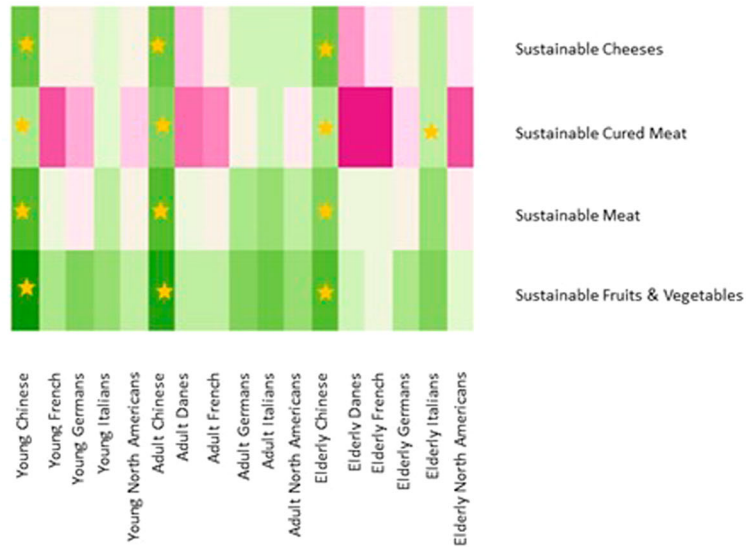 Sustainable Cheeses
Sustainable Cured Meat
Sustainable Meat
Sustainable Fruits & Vegetables
Young Chinese
Young French
Young Germans
Young Italians
Young North Americans
Adult Chinese
Adult Danes
Adult French
Adult Germans
Adult Italians
Adult North Americans
Elderly Chinese
Elderly Danes
Elderly French
Elderly Germans
Elderly Italians
Elderly North Americans